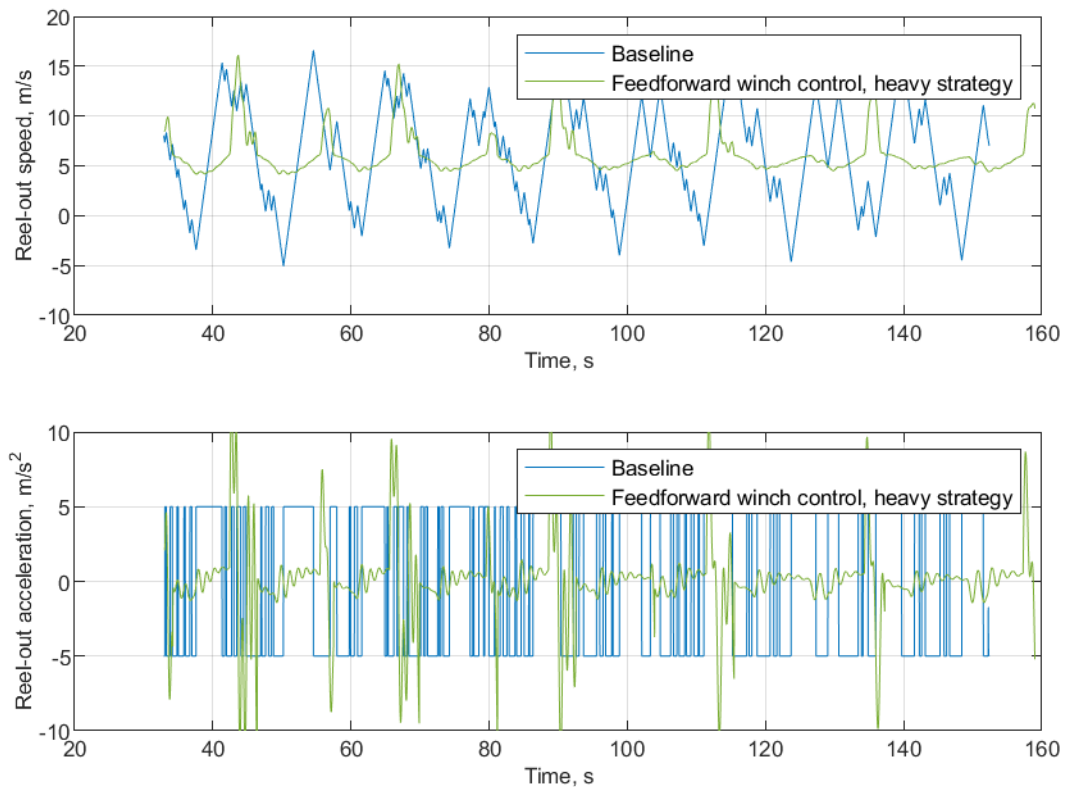 20
15
10
5
0
-5
-10
Reel-out speed, m/s
Baseline
Feedforward winch control, heavy strategy
20 40 60 80 100 120 140 160
Time, s
10
5
0
-5
-10
Reel-out acceleration, m/s²
Baseline
Feedforward winch control, heavy strategy
20 40 60 80 100 120 140 160
Time, s